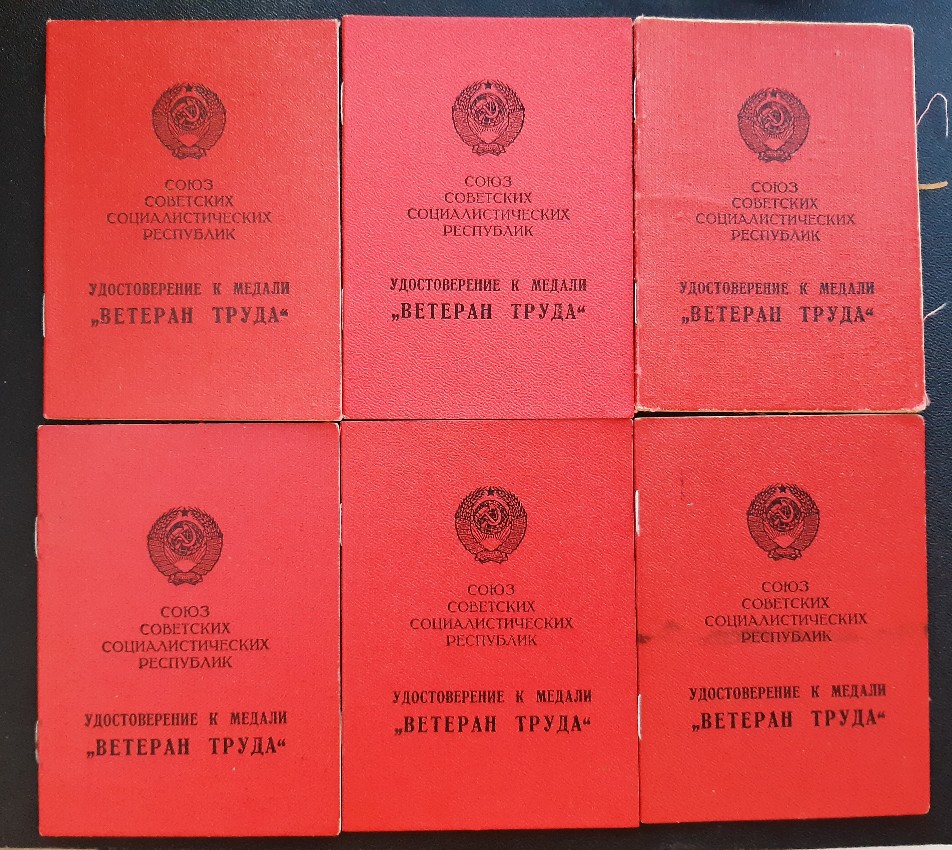 СОЮЗ
СОВЕТСКИХ
СОЦИАЛИСТИЧЕСКИХ
РЕСПУБЛИК
УДОСТОВЕРЕНИЕ К МЕДАЛИ
„ВЕТЕРАН ТРУДА“
СОЮЗ
СОВЕТСКИХ
СОЦИАЛИСТИЧЕСКИХ
РЕСПУБЛИК
УДОСТОВЕРЕНИЕ К МЕДАЛИ
„ВЕТЕРАН ТРУДА“
СОЮЗ
СОВЕТСКИХ
СОЦИАЛИСТИЧЕСКИХ
РЕСПУБЛИК
УДОСТОВЕРЕНИЕ К МЕДАЛИ
„ВЕТЕРАН ТРУДА“
СОЮЗ
СОВЕТСКИХ
СОЦИАЛИСТИЧЕСКИХ
РЕСПУБЛИК
УДОСТОВЕРЕНИЕ К МЕДАЛИ
„ВЕТЕРАН ТРУДА“
СОЮЗ
СОВЕТСКИХ
СОЦИАЛИСТИЧЕСКИХ
РЕСПУБЛИК
УДОСТОВЕРЕНИЕ К МЕДАЛИ
„ВЕТЕРАН ТРУДА“
СОЮЗ
СОВЕТСКИХ
СОЦИАЛИСТИЧЕСКИХ
РЕСПУБЛИК
УДОСТОВЕРЕНИЕ К МЕДАЛИ
„ВЕТЕРАН ТРУДА“